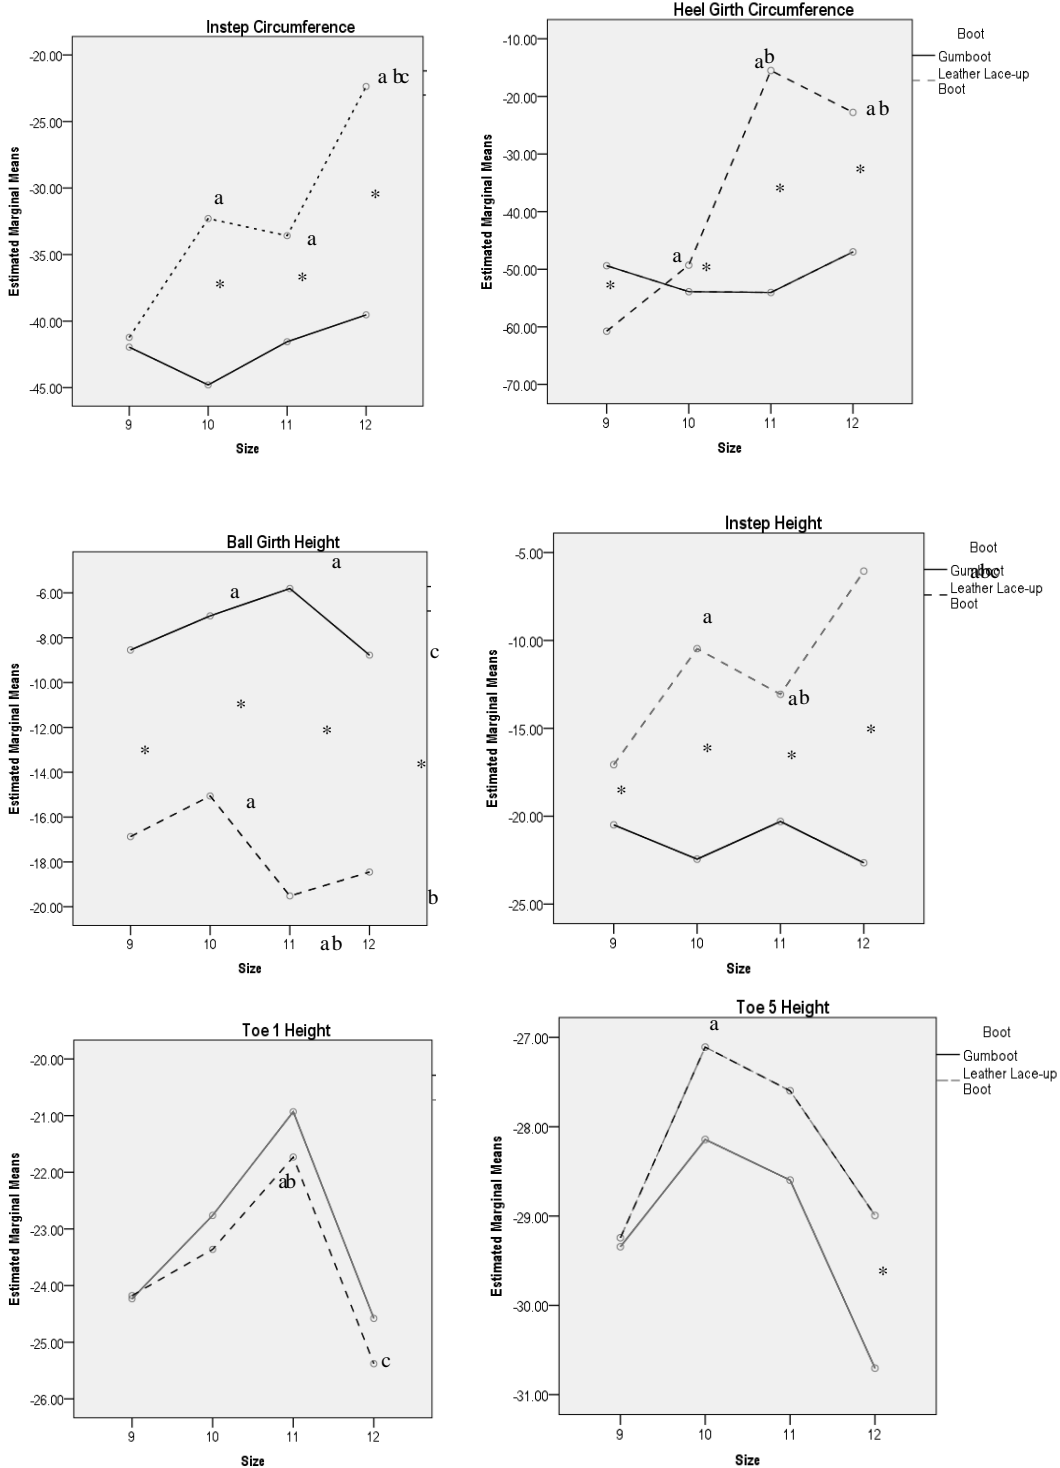 Instep Circumference
Estimated Marginal Means
-20.00
-25.00
-30.00
-35.00
-40.00
-45.00
a bc
a
a
*
*
*
9 10 11 12
Size
Heel Girth Circumference
Estimated Marginal Means
-10.00
-20.00
-30.00
-40.00
-50.00
-60.00
-70.00
ab
ab
a
*
*
*
*
9 10 11 12
Size
Boot
Gumboot
Leather Lace-up
Boot
Ball Girth Height
Estimated Marginal Means
-6.00
-8.00
-10.00
-12.00
-14.00
-16.00
-18.00
-20.00
a
a
c
*
*
*
*
a
b
9 10 11 ab 12
Size
Instep Height
Estimated Marginal Means
-5.00
-10.00
-15.00
-20.00
-25.00
a
ab
*
*
*
*
9 10 11 12
Size
Boot
Gumboot
abc
Leather Lace-up
Boot
Toe 1 Height
Estimated Marginal Means
-20.00
-21.00
-22.00
-23.00
-24.00
-25.00
-26.00
ab
c
9 10 11 12
Size
Toe 5 Height
Estimated Marginal Means
-27.00
-28.00
-29.00
-30.00
-31.00
a
*
9 10 11 12
Size
Boot
Gumboot
Leather Lace-up
Boot